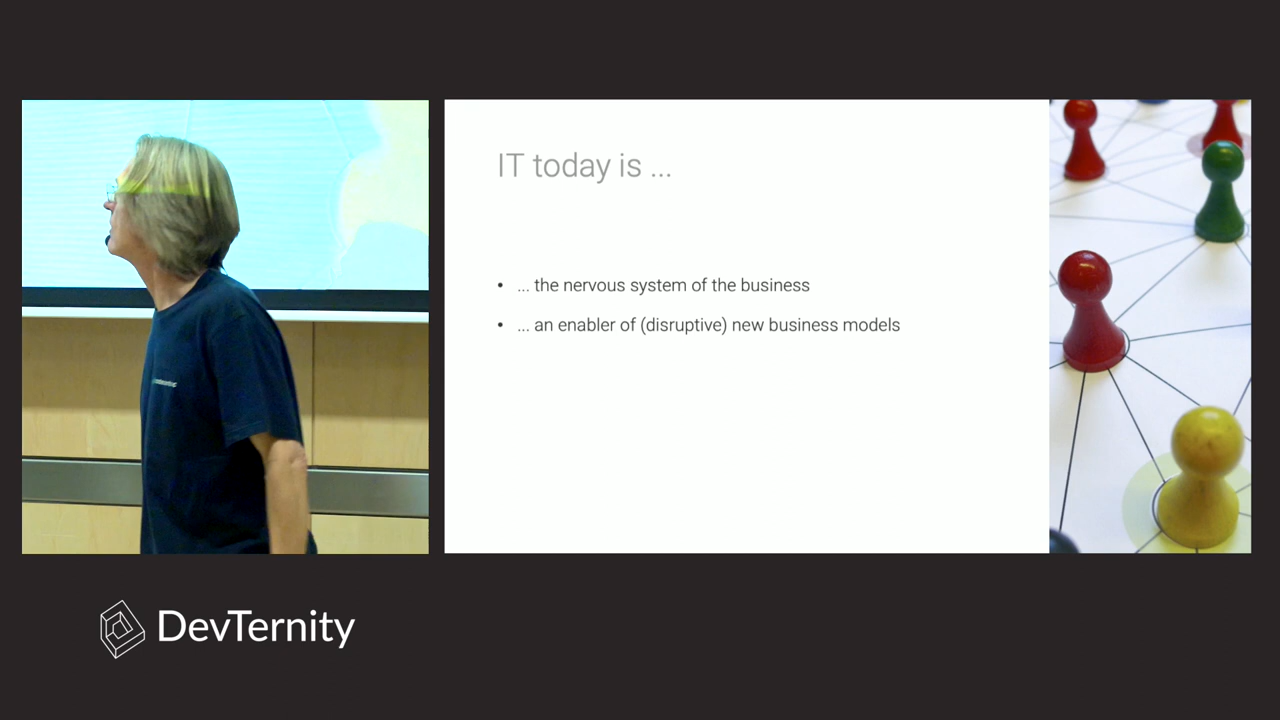 IT today is ...
• ... the nervous system of the business
• ... an enabler of (disruptive) new business models
DevTernity